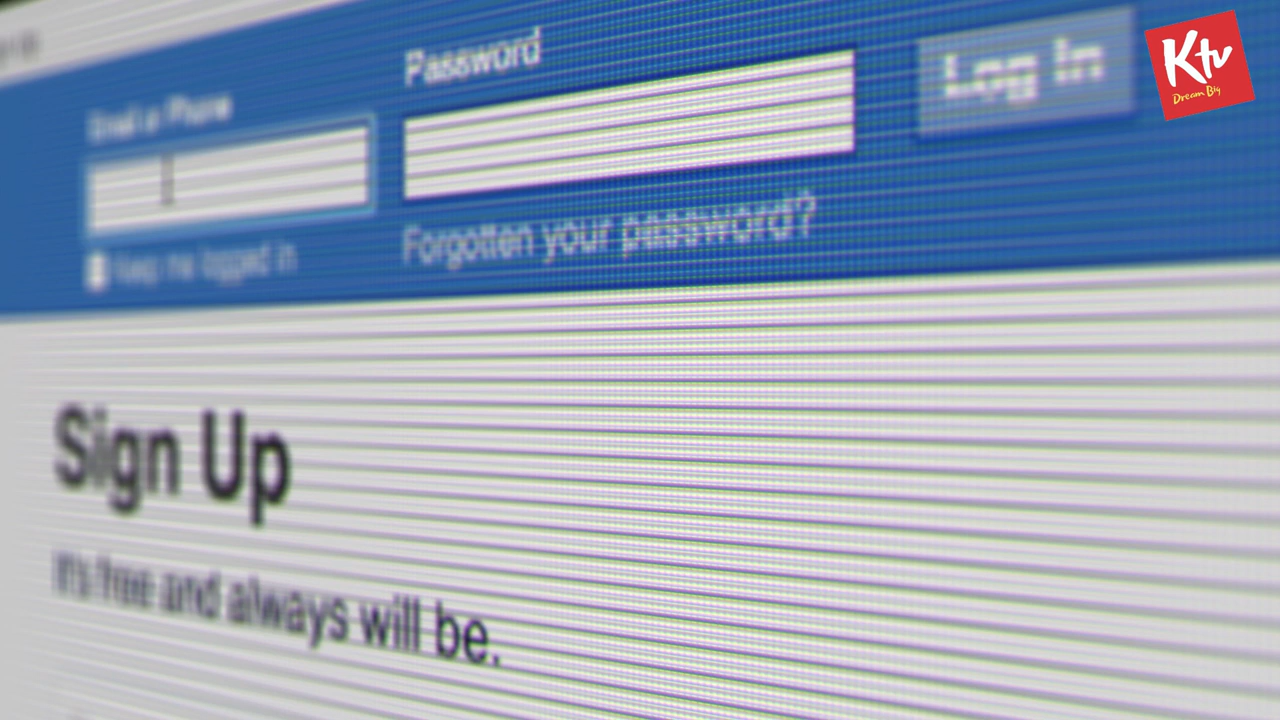 Email or Phone
Password
Log In
Keep me logged in
Forgotten your password?
Sign Up
It's free and always will be.
Ktv
Dream Big